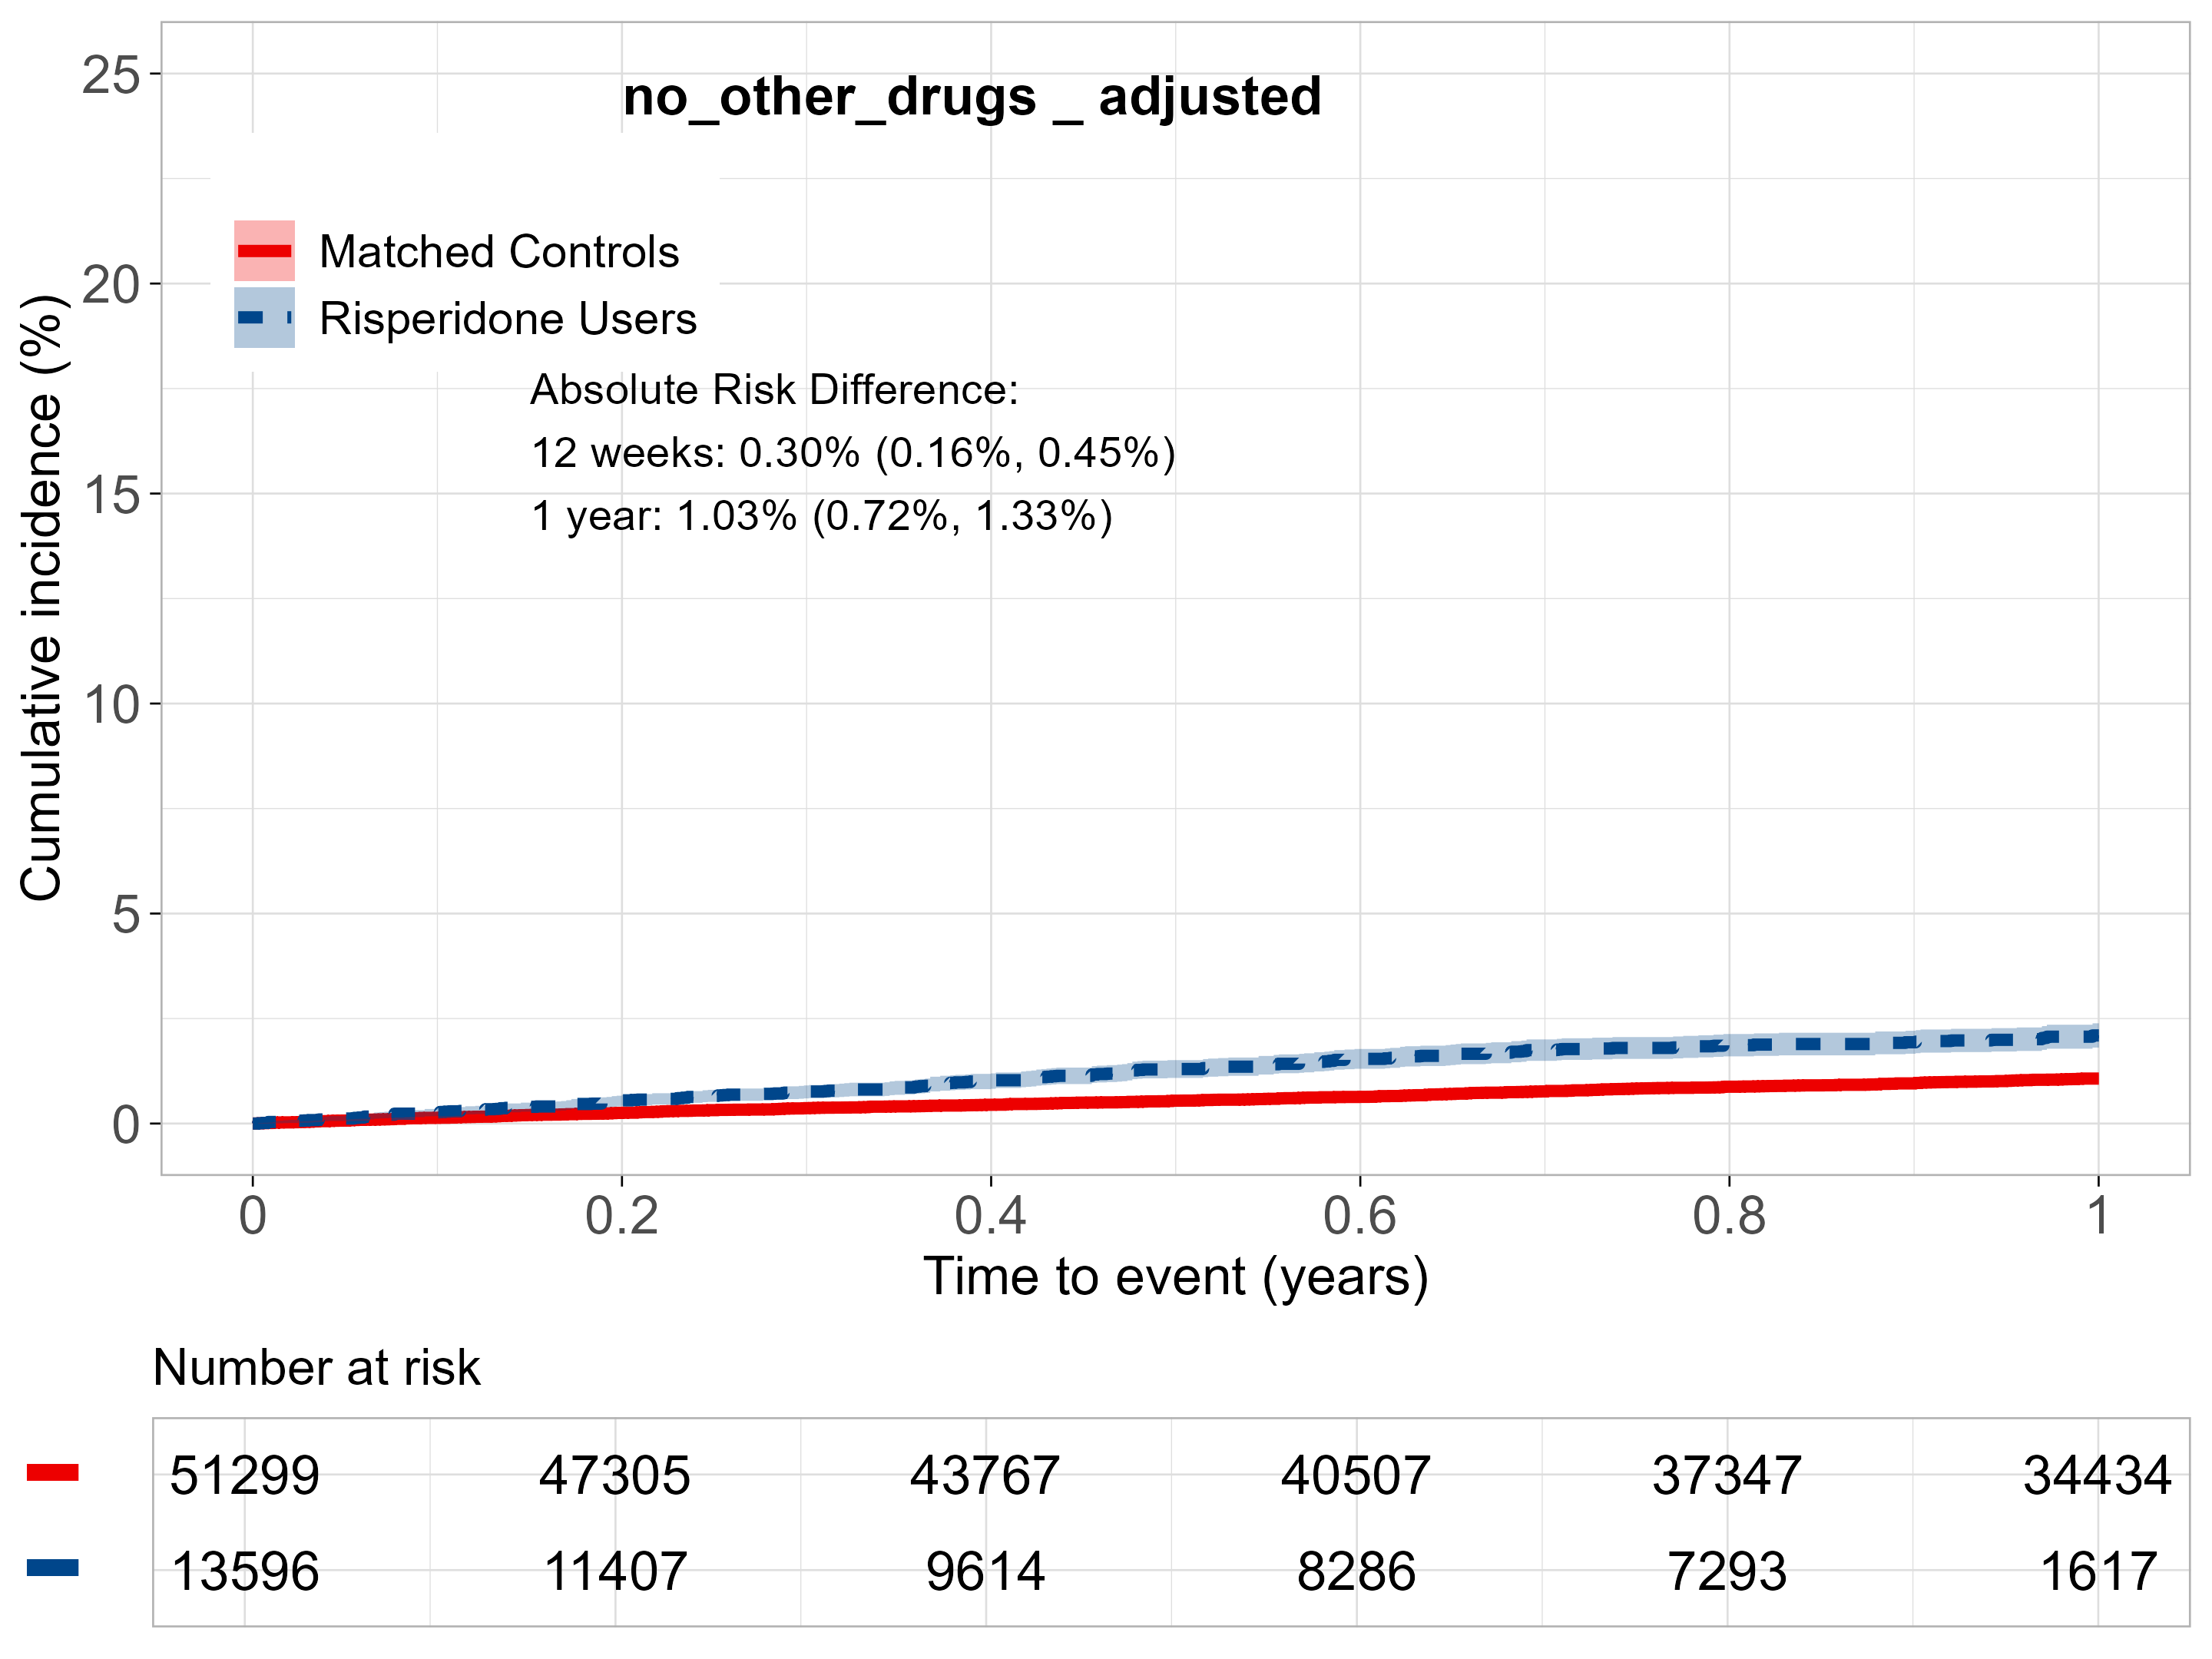 no_other_drugs _ adjusted
Matched Controls
Risperidone Users
Absolute Risk Difference:
12 weeks: 0.30% (0.16%, 0.45%)
1 year: 1.03% (0.72%, 1.33%)
Cumulative incidence (%)
25
20
15
10
5
0
0 0.2 0.4 0.6 0.8 1
Time to event (years)
Number at risk
51299 47305 43767 40507 37347 34434
13596 11407 9614 8286 7293 1617